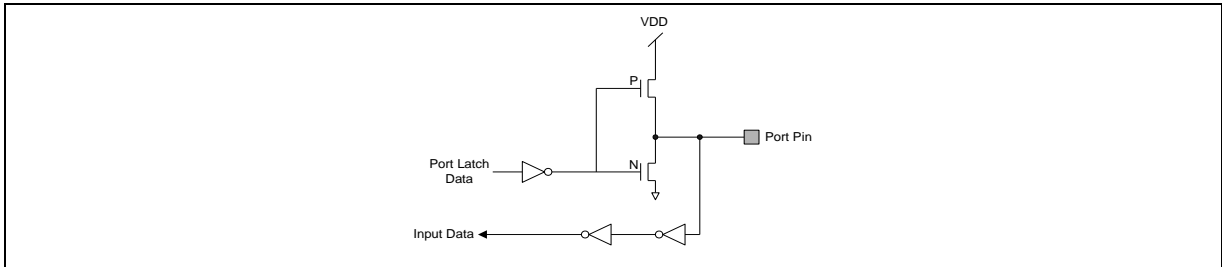 VDD
P
Port Pin
N
Port Latch
Data
Input Data